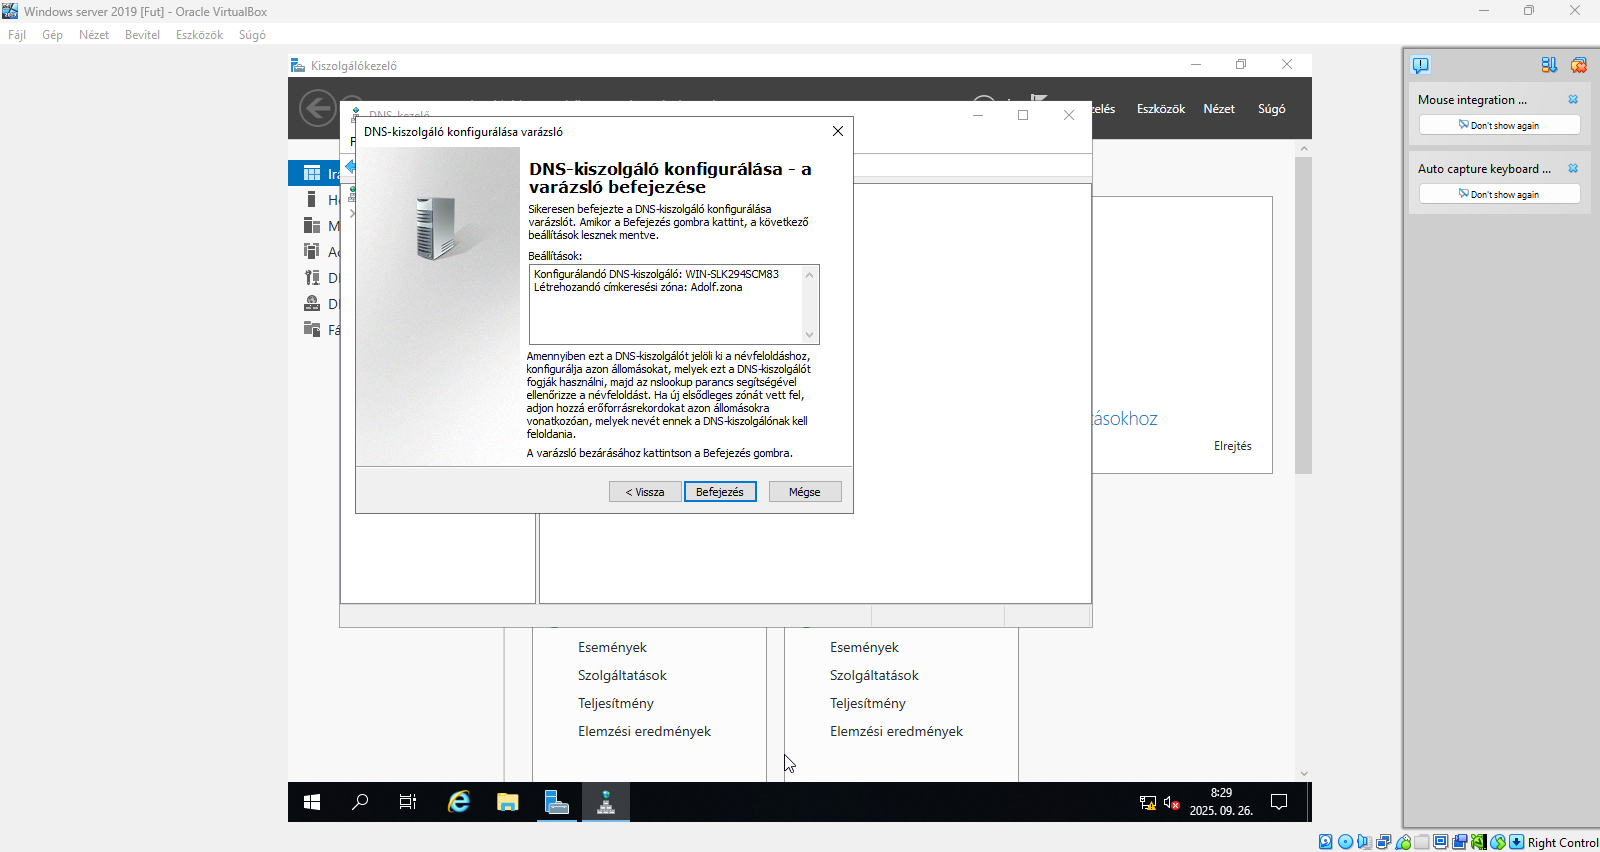 Windows server 2019 [Fut] - Oracle VirtualBox
Fájl Gép Nézet Bevitel Eszközök Súgó
Kiszolgálókezelő
Eszközök Nézet Súgó
DNS-kiszolgáló konfigurálása varázsló
DNS-kiszolgáló konfigurálása - a
varázsló befejezése
Sikeresen befejezte a DNS-kiszolgáló konfigurálása
varázslót. Amikor a Befejezés gombra kattint, a következő
beállítások lesznek mentve.
Beállítások:
Konfigurálandó DNS-kiszolgáló: WIN-SLK294SCM83
Létrehozandó címkeresési zóna: Adolf.zona
Amennyiben ezt a DNS-kiszolgálót jelöli ki a névfeloldáshoz,
konfigurálja azon állomásokat, melyek ezt a DNS-kiszolgálót
fogják használni, majd az nslookup parancs segítségével
ellenőrizze a névfeloldást. Ha új elsődleges zónát vett fel,
adjon hozzá erőforrásrekordokat azon állomásokra
vonatkozóan, melyek nevét ennek a DNS-kiszolgálónak kell
feloldania.
A varázsló bezárásához kattintson a Befejezés gombra.
< Vissza Befejezés Mégse
Elrejtés
Események
Szolgáltatások
Teljesítmény
Elemzési eredmények
Események
Szolgáltatások
Teljesítmény
Elemzési eredmények
8:29
2025. 09. 26.
Mouse integration ...
Don't show again
Auto capture keyboard ...
Don't show again
Right Control